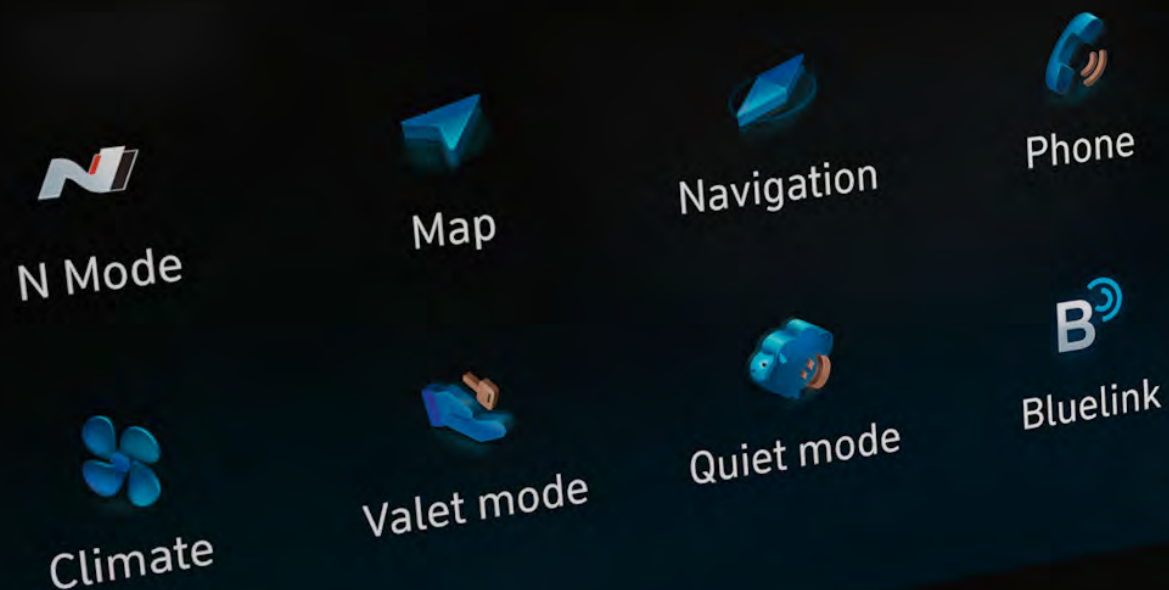 N Mode
Map
Navigation
Phone
Climate
Valet mode
Quiet mode
B
Bluelink